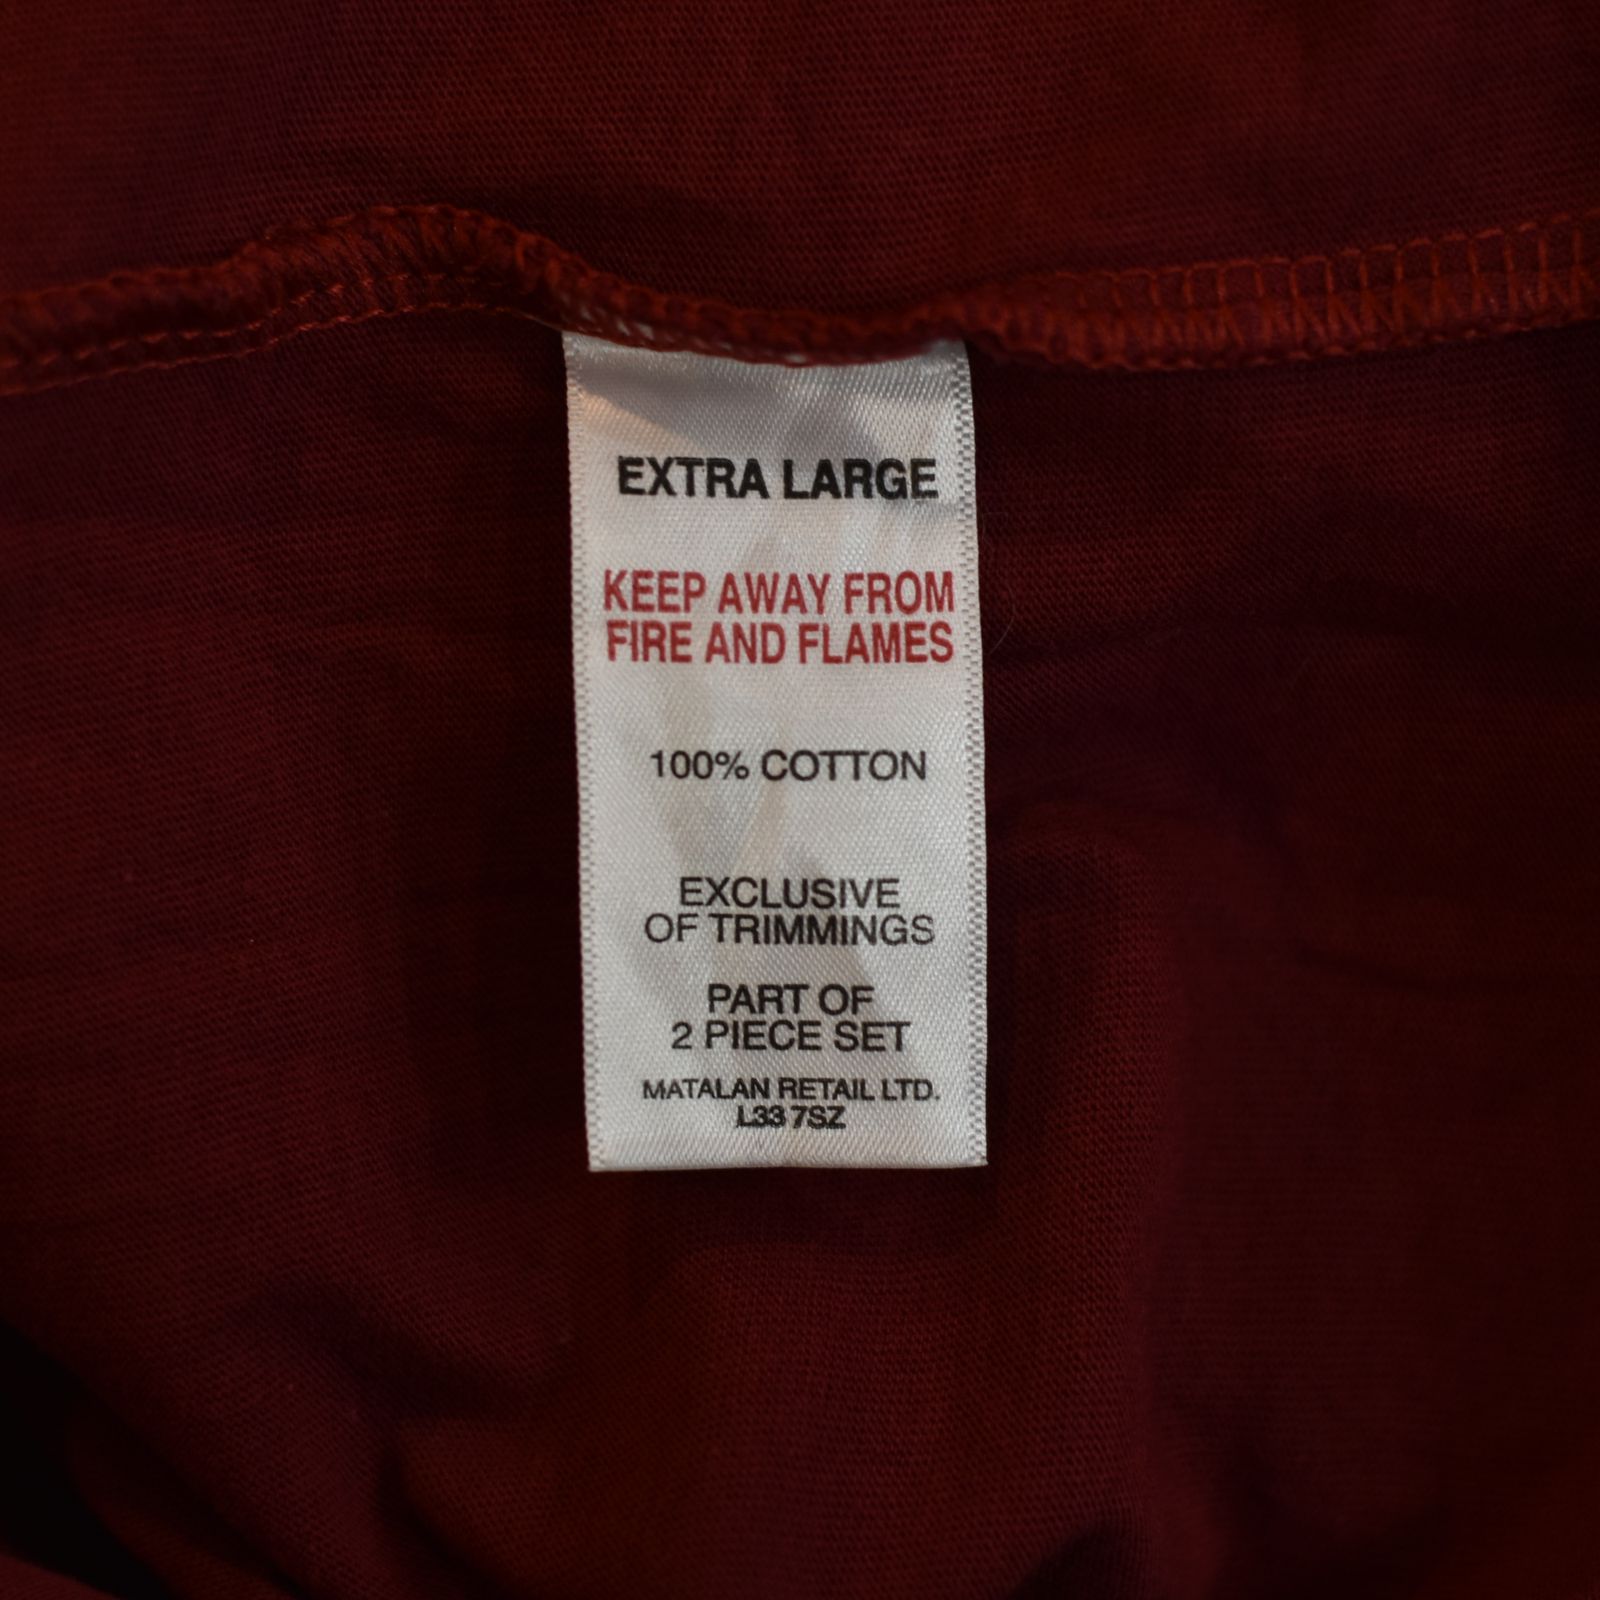 EXTRA LARGE
KEEP AWAY FROM
FIRE AND FLAMES
100% COTTON
EXCLUSIVE
OF TRIMMINGS
PART OF
2 PIECE SET
MATALAN RETAIL LTD.
L33 7SZ